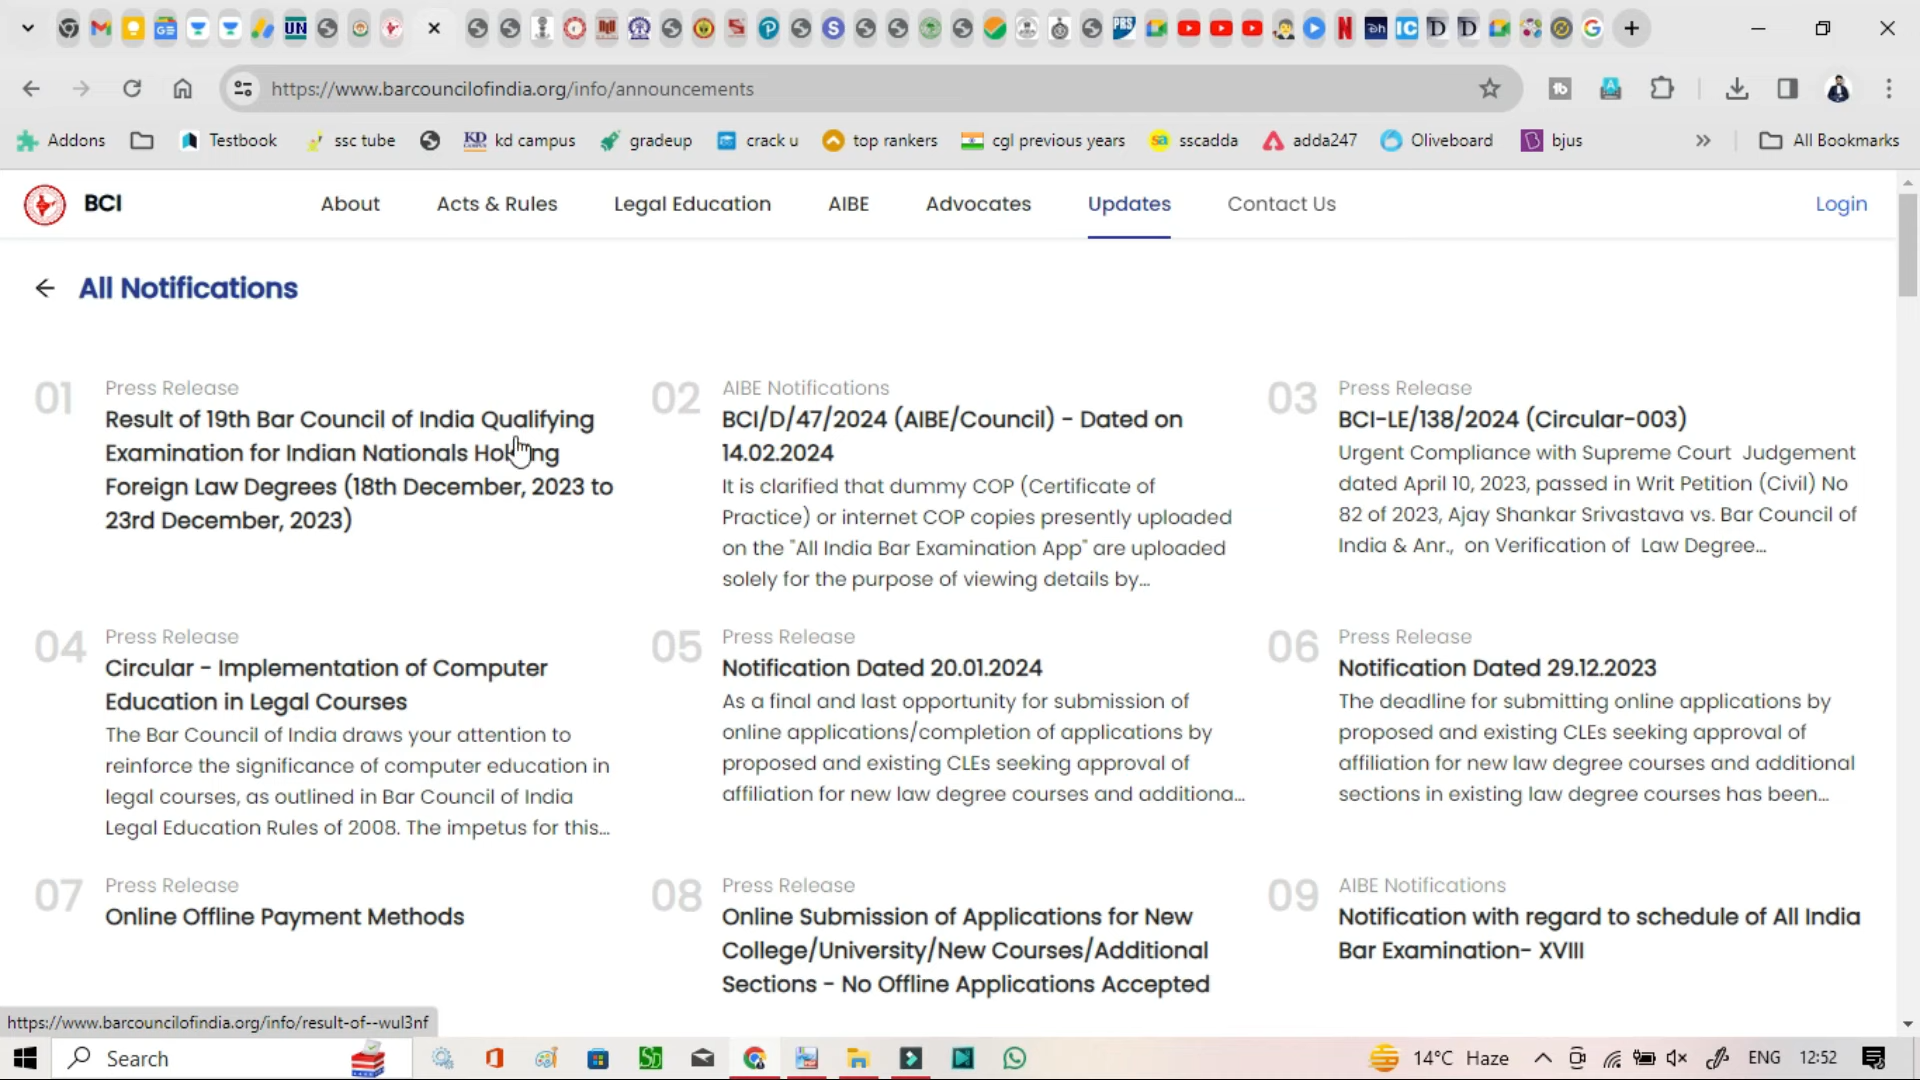 https://www.barcouncilofindia.org/info/announcements
Addons
Testbook
ssc tube
KD CAMPUS
kd campus
gradeup
crack u
top rankers
cgl previous years
sa
sscadda
adda247
Oliveboard
bjus
»
All Bookmarks
BCI
About
Acts & Rules
Legal Education
AIBE
Advocates
Updates
Contact Us
Login
All Notifications
01
Press Release
Result of 19th Bar Council of India Qualifying
Examination for Indian Nationals Holding
Foreign Law Degrees (18th December, 2023 to
23rd December, 2023)
02
AIBE Notifications
BCI/D/47/2024 (AIBE/Council) - Dated on
14.02.2024
It is clarified that dummy COP (Certificate of
Practice) or internet COP copies presently uploaded
on the "All India Bar Examination App" are uploaded
solely for the purpose of viewing details by...
03
Press Release
BCI-LE/138/2024 (Circular-003)
Urgent Compliance with Supreme Court Judgement
dated April 10, 2023, passed in Writ Petition (Civil) No
82 of 2023, Ajay Shankar Srivastava vs. Bar Council of
India & Anr., on Verification of Law Degree...
04
Press Release
Circular - Implementation of Computer
Education in Legal Courses
The Bar Council of India draws your attention to
reinforce the significance of computer education in
legal courses, as outlined in Bar Council of India
Legal Education Rules of 2008. The impetus for this...
05
Press Release
Notification Dated 20.01.2024
As a final and last opportunity for submission of
online applications/completion of applications by
proposed and existing CLEs seeking approval of
affiliation for new law degree courses and additiona...
06
Press Release
Notification Dated 29.12.2023
The deadline for submitting online applications by
proposed and existing CLEs seeking approval of
affiliation for new law degree courses and additional
sections in existing law degree courses has been...
07
Press Release
Online Offline Payment Methods
08
Press Release
Online Submission of Applications for New
College/University/New Courses/Additional
Sections - No Offline Applications Accepted
09
AIBE Notifications
Notification with regard to schedule of All India
Bar Examination- XVIII
https://www.barcouncilofindia.org/info/result-of--wul3nf
Search
14°C Haze
ENG
12:52